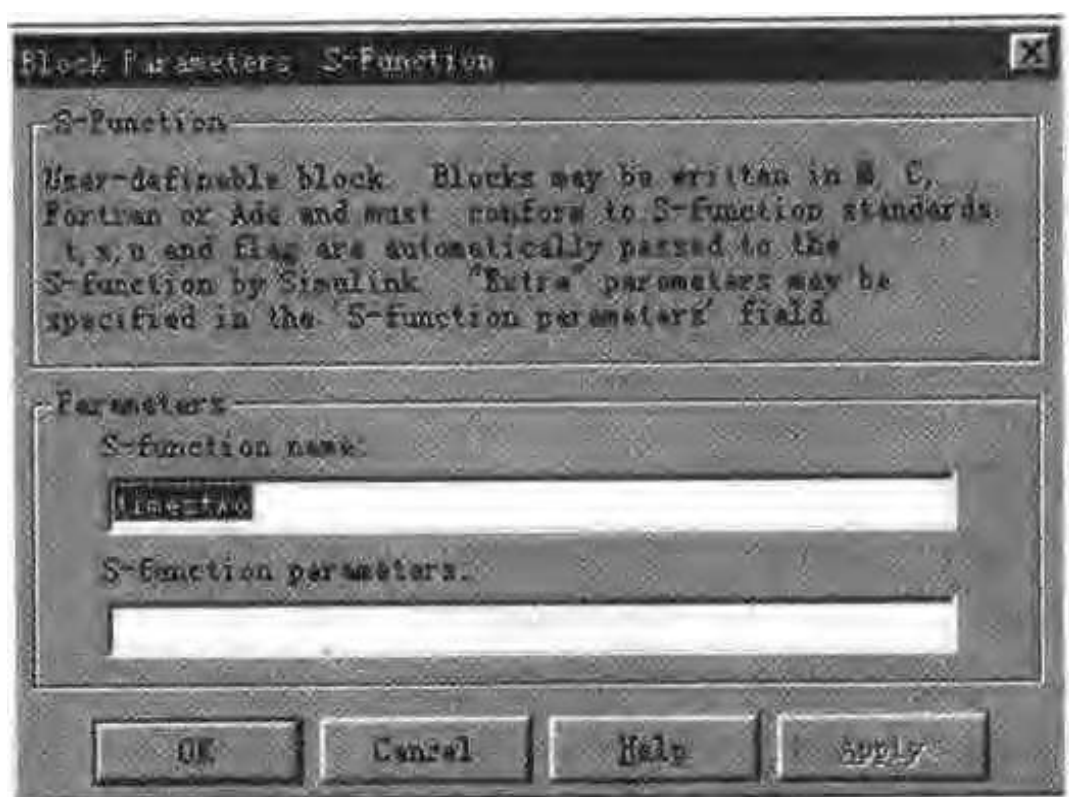 Block Parameters: S-Function
S-Function
User-definable block. Blocks may be written in M, C,
Fortran or Ada and must conform to S-function standards.
t,x,u and flag are automatically passed to the
S-function by Simulink. "Extra" parameters may be
specified in the 'S-function parameters' field.
Parameters
S-function name:
timestwo
S-function parameters:
OK
Cancel
Help
Apply